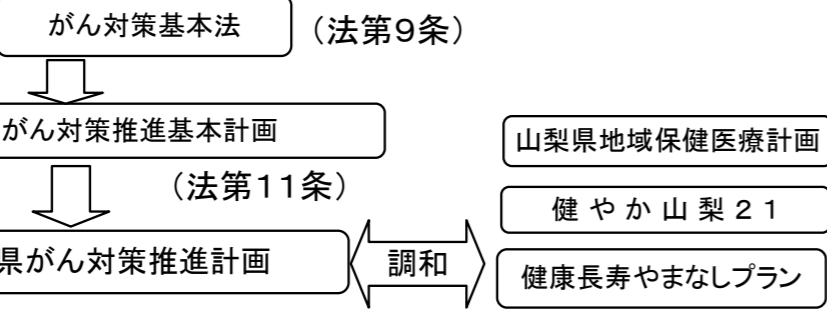 がん対策基本法
(法第9条)
がん対策推進基本計画
(法第11条)
県がん対策推進計画
調和
山梨県地域保健医療計画
健やか山梨21
健康長寿やまなしプラン